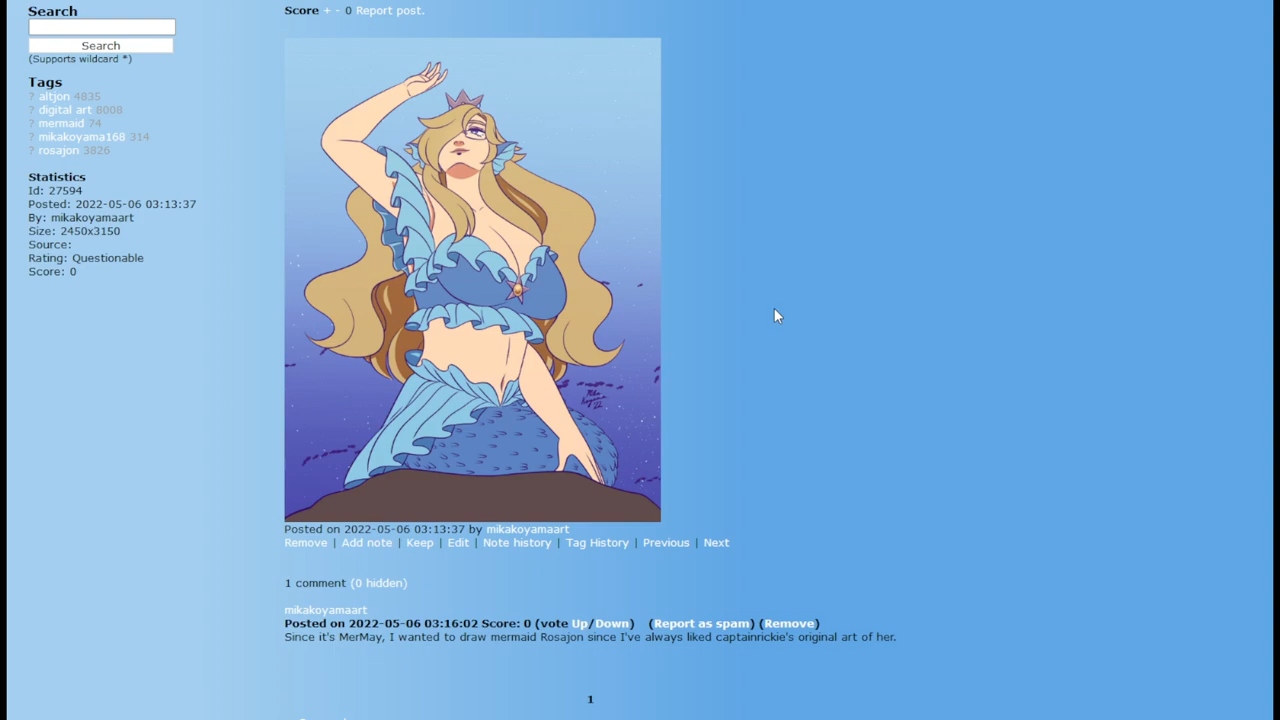 Search
Search
(Supports wildcard *)
Tags
? altjon 4835
? digital art 8008
? mermaid 74
? mikakoyama168 314
? rosajon 3826
Statistics
Id: 27594
Posted: 2022-05-06 03:13:37
By: mikakoyamaart
Size: 2450x3150
Source:
Rating: Questionable
Score: 0
Score + - 0 Report post.
Mika
Koyama
'22
Posted on 2022-05-06 03:13:37 by mikakoyamaart
Remove | Add note | Keep | Edit | Note history | Tag History | Previous | Next
1 comment (0 hidden)
mikakoyamaart
Posted on 2022-05-06 03:16:02 Score: 0 (vote Up/Down) (Report as spam) (Remove)
Since it's MerMay, I wanted to draw mermaid Rosajon since I've always liked captainrickie's original art of her.
1